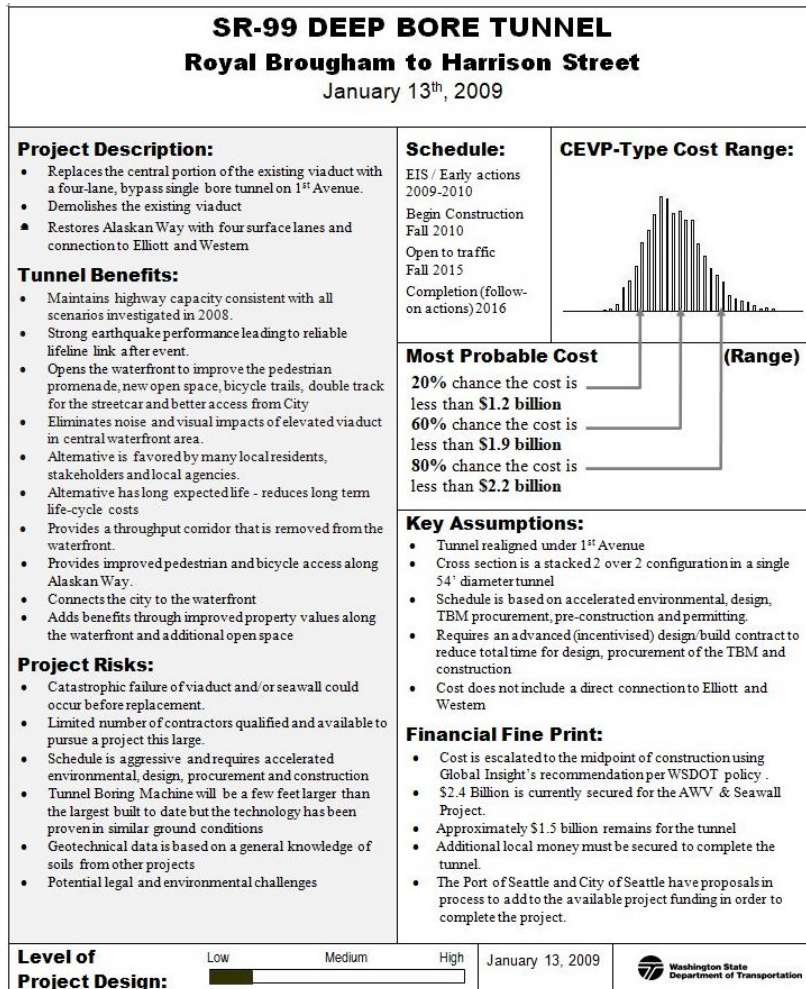 SR-99 DEEP BORE TUNNEL
Royal Brougham to Harrison Street
January 13th, 2009
Project Description:
• Replaces the central portion of the existing viaduct with
a four-lane, bypass single bore tunnel on 1st Avenue.
• Demolishes the existing viaduct
• Restores Alaskan Way with four surface lanes and
connection to Elliott and Western
Tunnel Benefits:
• Maintains highway capacity consistent with all
scenarios investigated in 2008.
• Strong earthquake performance leading to reliable
lifeline link after event.
• Opens the waterfront to improve the pedestrian
promenade, new open space, bicycle trails, double track
for the streetcar and better access from City
• Eliminates noise and visual impacts of elevated viaduct
in central waterfront area.
• Alternative is favored by many local residents,
stakeholders and local agencies.
• Alternative has long expected life - reduces long term
life-cycle costs
• Provides a throughput corridor that is removed from the
waterfront.
• Provides improved pedestrian and bicycle access along
Alaskan Way.
• Connects the city to the waterfront
• Adds benefits through improved property values along
the waterfront and additional open space
Project Risks:
• Catastrophic failure of viaduct and/or seawall could
occur before replacement.
• Limited number of contractors qualified and available to
pursue a project this large.
• Schedule is aggressive and requires accelerated
environmental, design, procurement and construction
• Tunnel Boring Machine will be a few feet larger than
the largest built to date but the technology has been
proven in similar ground conditions
• Geotechnical data is based on a general knowledge of
soils from other projects
• Potential legal and environmental challenges
Schedule:
EIS / Early actions
2009-2010
Begin Construction
Fall 2010
Open to traffic
Fall 2015
Completion (follow-
on actions) 2016
CEVP-Type Cost Range:
Most Probable Cost (Range)
20% chance the cost is
less than $1.2 billion
60% chance the cost is
less than $1.9 billion
80% chance the cost is
less than $2.2 billion
Key Assumptions:
• Tunnel realigned under 1st Avenue
• Cross section is a stacked 2 over 2 configuration in a single
54' diameter tunnel
• Schedule is based on accelerated environmental, design,
TBM procurement, pre-construction and permitting.
• Requires an advanced (incentivised) design/build contract to
reduce total time for design, procurement of the TBM and
construction
• Cost does not include a direct connection to Elliott and
Western
Financial Fine Print:
• Cost is escalated to the midpoint of construction using
Global Insight's recommendation per WSDOT policy .
• $2.4 Billion is currently secured for the AWV & Seawall
Project.
• Approximately $1.5 billion remains for the tunnel
• Additional local money must be secured to complete the
tunnel.
• The Port of Seattle and City of Seattle have proposals in
process to add to the available project funding in order to
complete the project.
Level of
Project Design:
Low Medium High
January 13, 2009
Washington State
Department of Transportation